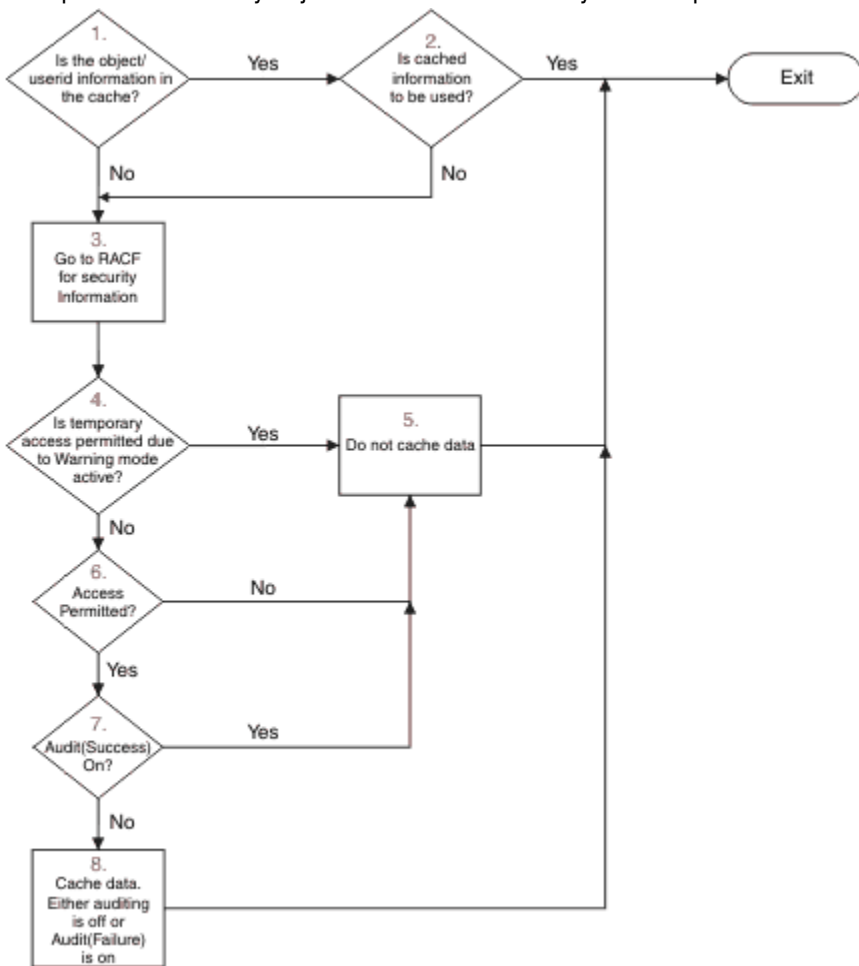 1.
Is the object/
userid information in
the cache?
Yes
2.
Is cached
information
to be used?
Yes
Exit
No
No
3.
Go to RACF
for security
Information
4.
Is temporary
access permitted due
to Warning mode
active?
Yes
5.
Do not cache data
No
6.
Access
Permitted?
No
Yes
7.
Audit(Success)
On?
Yes
No
8.
Cache data.
Either auditing
is off or
Audit(Failure)
is on